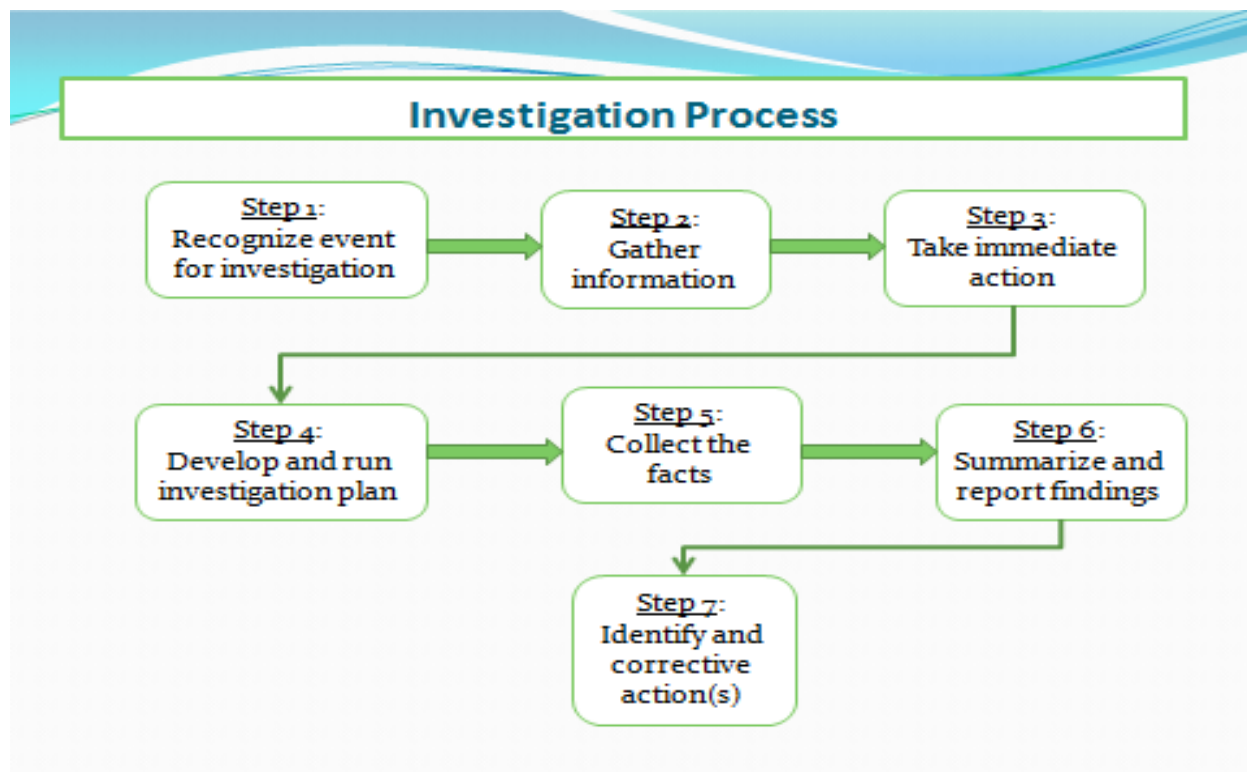 Investigation Process
Step 1:
Recognize event
for investigation
Step 2:
Gather
information
Step 3:
Take immediate
action
Step 4:
Develop and run
investigation plan
Step 5:
Collect the
facts
Step 6:
Summarize and
report findings
Step 7:
Identify and
corrective
action(s)